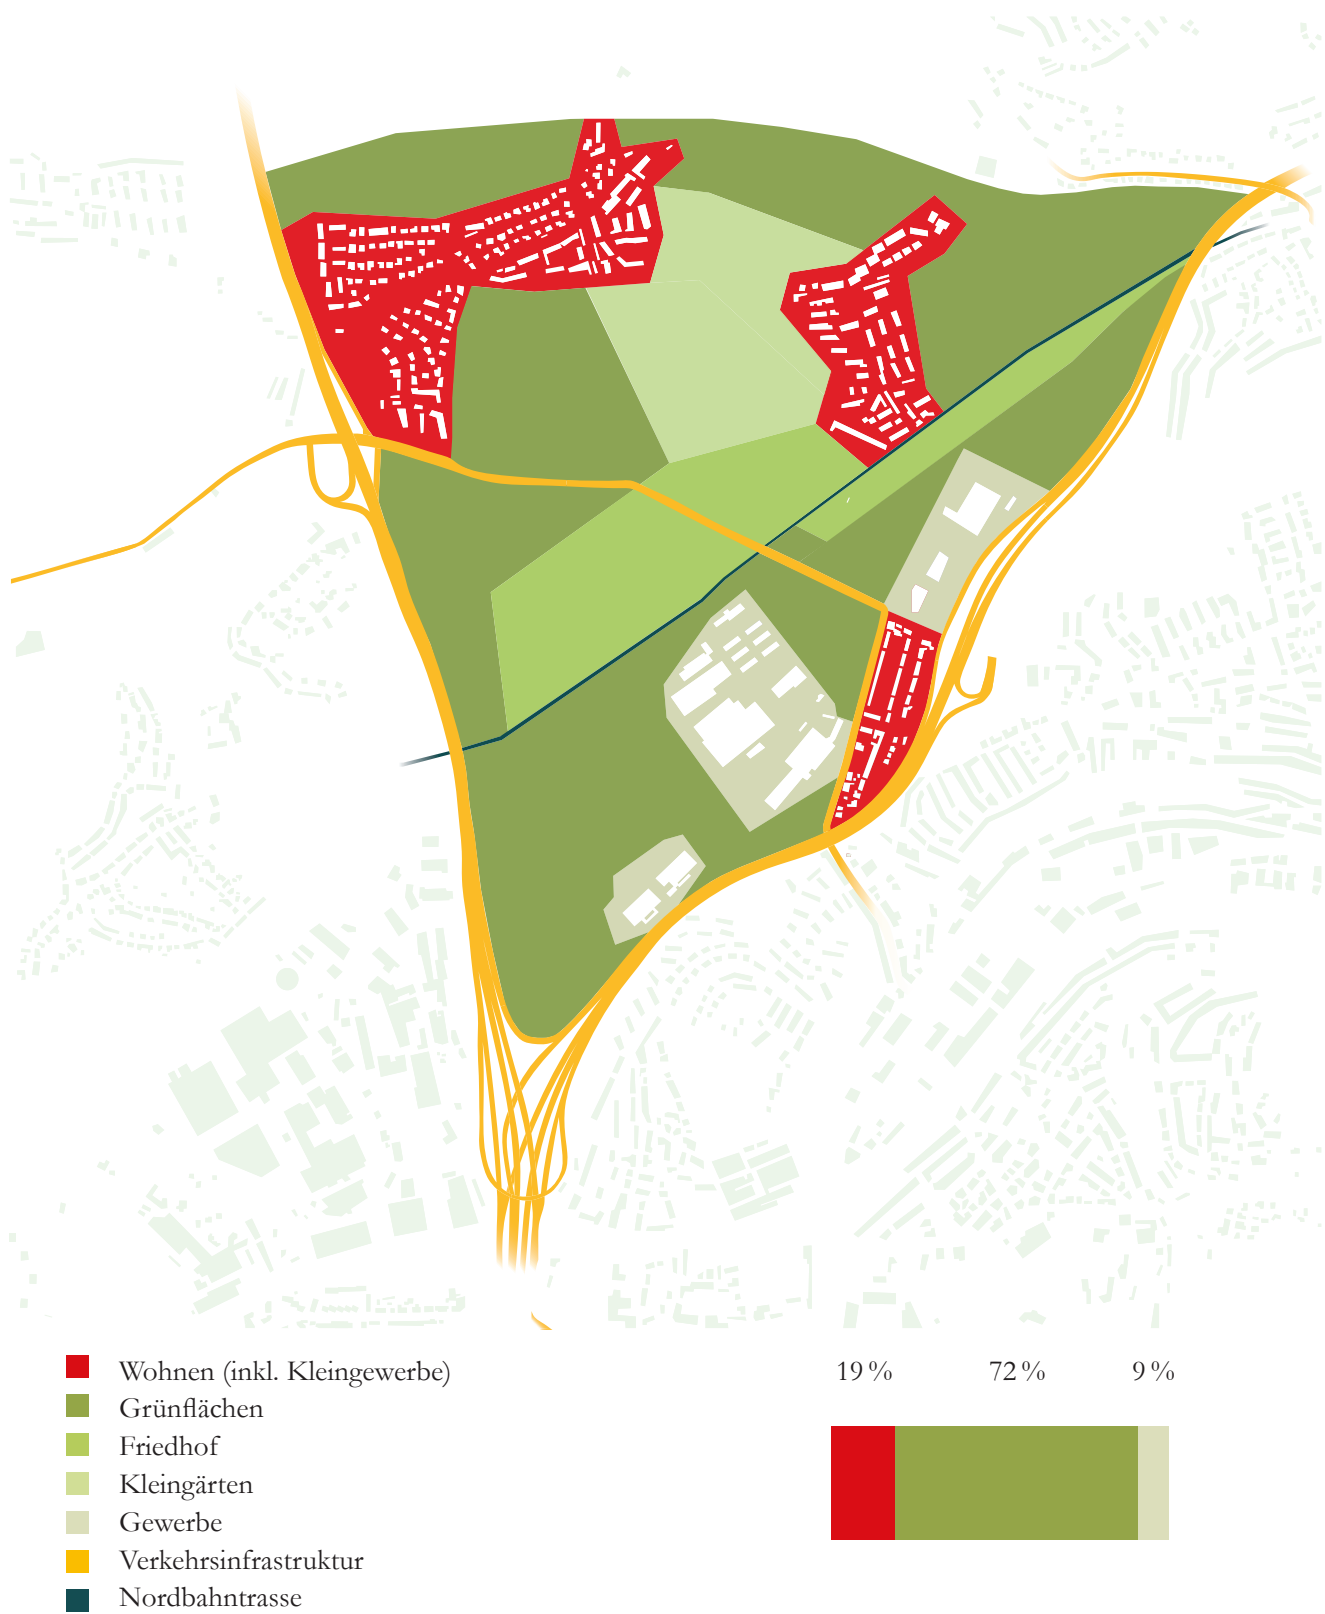 Wohnen (inkl. Kleingewerbe)
Grünflächen
Friedhof
Kleingärten
Gewerbe
Verkehrsinfrastruktur
Nordbahntrasse
19 % 72 % 9 %